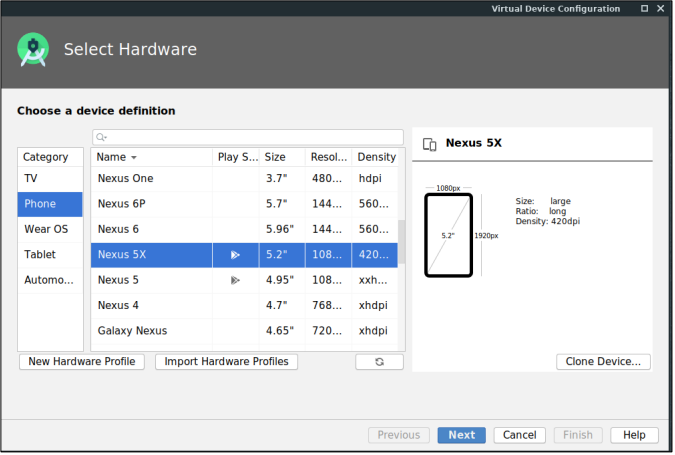 Virtual Device Configuration
Select Hardware
Choose a device definition
Category
TV
Phone
Wear OS
Tablet
Automo...
Name Play S... Size Resol... Density
Nexus One 3.7" 480... hdpi
Nexus 6P 5.7" 144... 560...
Nexus 6 5.96" 144... 560...
Nexus 5X 5.2" 108... 420...
Nexus 5 4.95" 108... xxh...
Nexus 4 4.7" 768... xhdpi
Galaxy Nexus 4.65" 720... xhdpi
New Hardware Profile Import Hardware Profiles
Nexus 5X
1080px
5.2" 1920px
Size: large
Ratio: long
Density: 420dpi
Clone Device...
Previous Next Cancel Finish Help